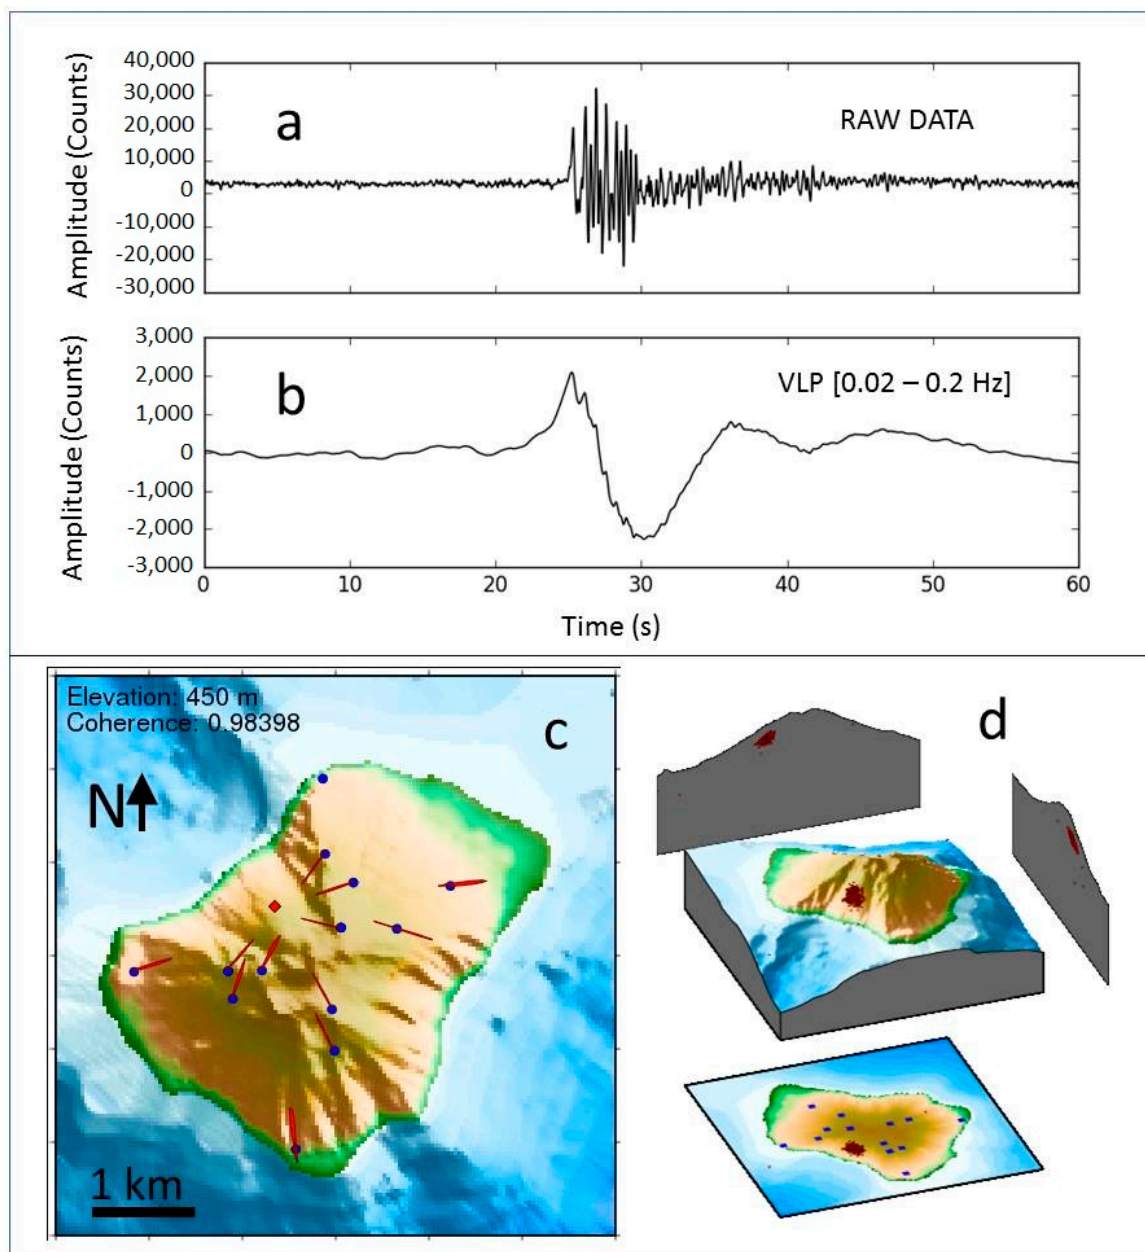 a
RAW DATA
Amplitude (Counts)
40,000
30,000
20,000
10,000
0
-10,000
-20,000
-30,000
b
VLP [0.02 – 0.2 Hz]
Amplitude (Counts)
3,000
2,000
1,000
0
-1,000
-2,000
-3,000
0 10 20 30 40 50 60
Time (s)
Elevation: 450 m
Coherence: 0.98398
c
N
1 km
d